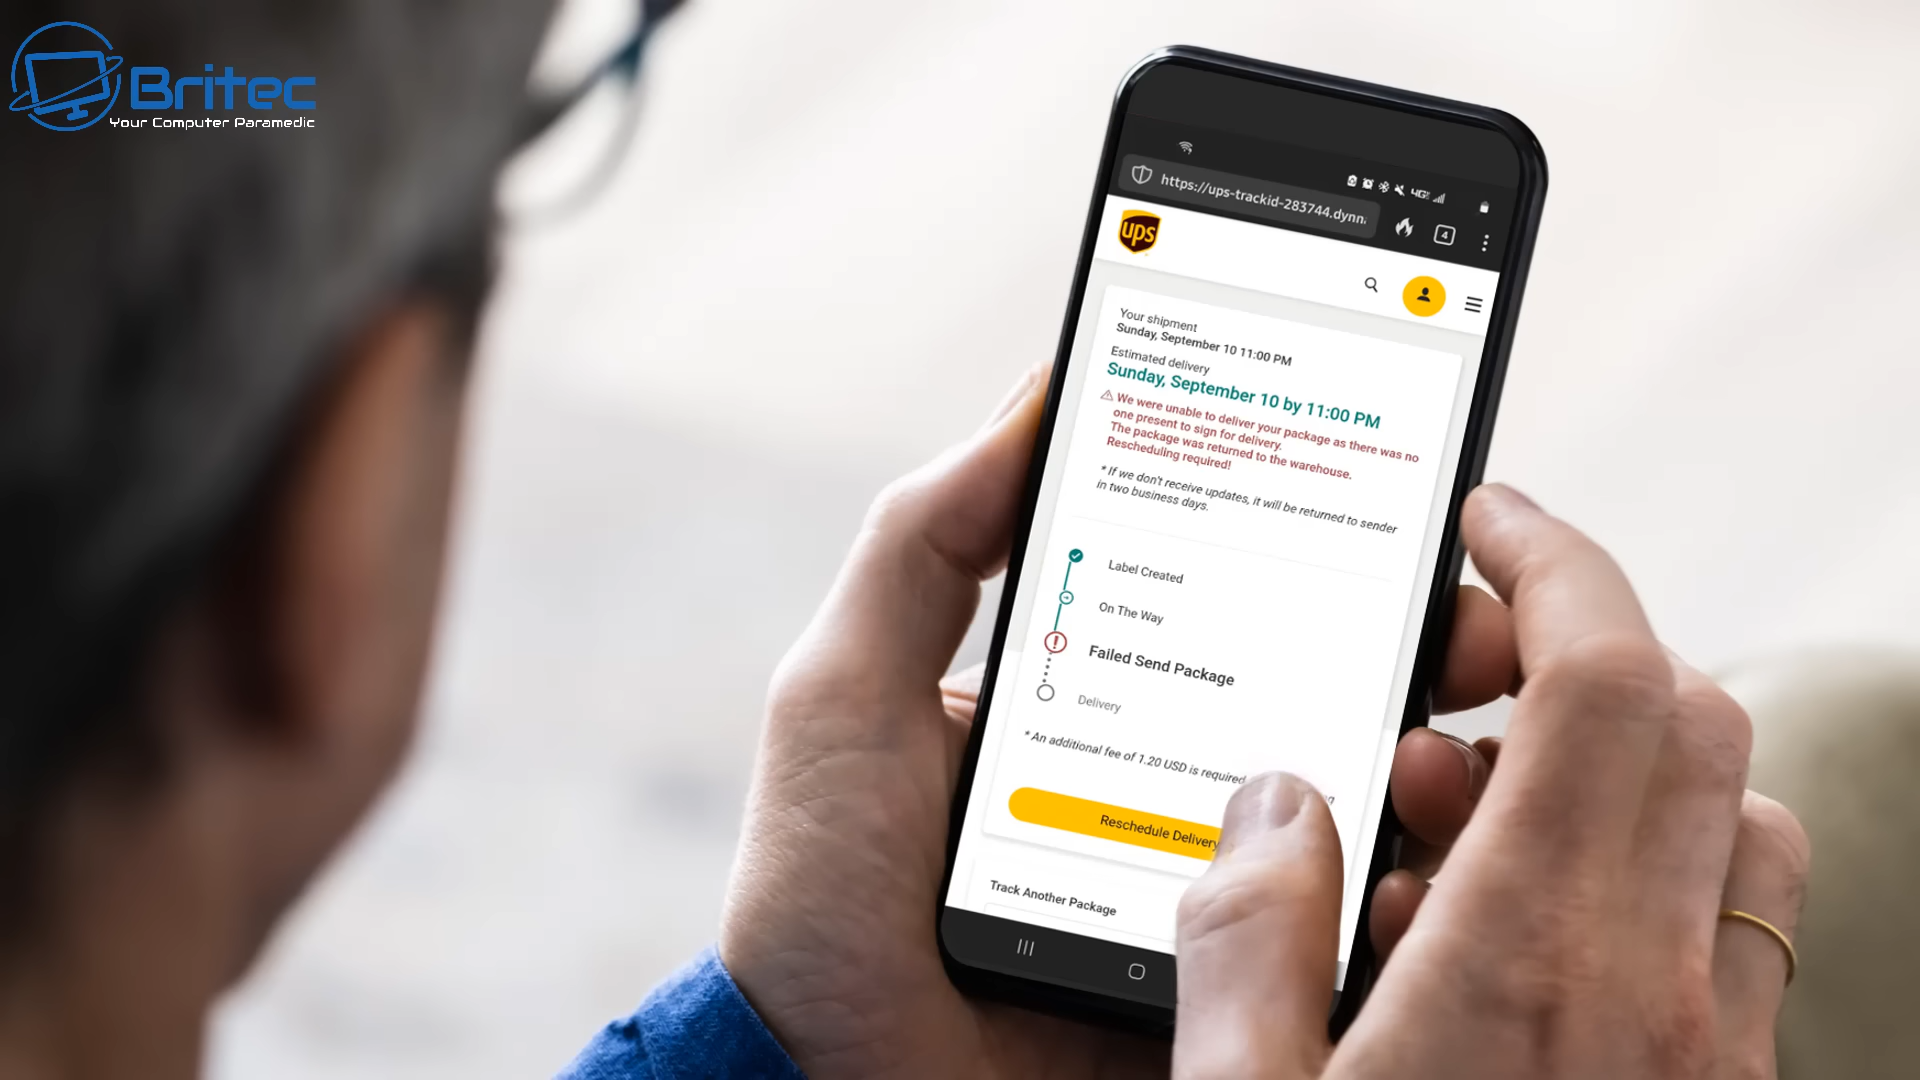 Britec
Your Computer Paramedic
4G
https://ups-trackid-283744.dynn
4
ups
Your shipment
Sunday, September 10 11:00 PM
Estimated delivery
Sunday, September 10 by 11:00 PM
We were unable to deliver your package as there was no
one present to sign for delivery.
The package was returned to the warehouse.
Rescheduling required!
* If we don't receive updates, it will be returned to sender
in two business days.
Label Created
On The Way
Failed Send Package
Delivery
* An additional fee of 1.20 USD is required
Reschedule Delivery
Track Another Package